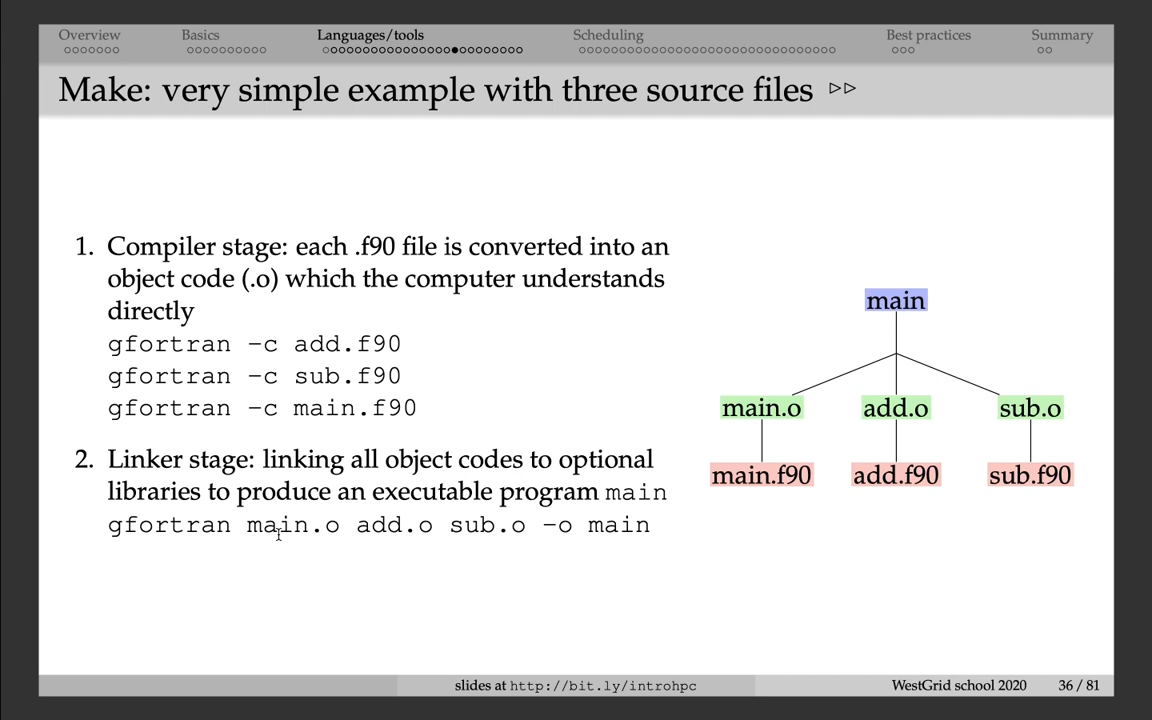 Overview Basics Languages/tools Scheduling Best practices Summary
Make: very simple example with three source files
1. Compiler stage: each .f90 file is converted into an
object code (.o) which the computer understands
directly
gfortran -c add.f90
gfortran -c sub.f90
gfortran -c main.f90
2. Linker stage: linking all object codes to optional
libraries to produce an executable program main
gfortran main.o add.o sub.o -o main
main
main.o add.o sub.o
main.f90 add.f90 sub.f90
slides at http://bit.ly/introhpc WestGrid school 2020 36 / 81